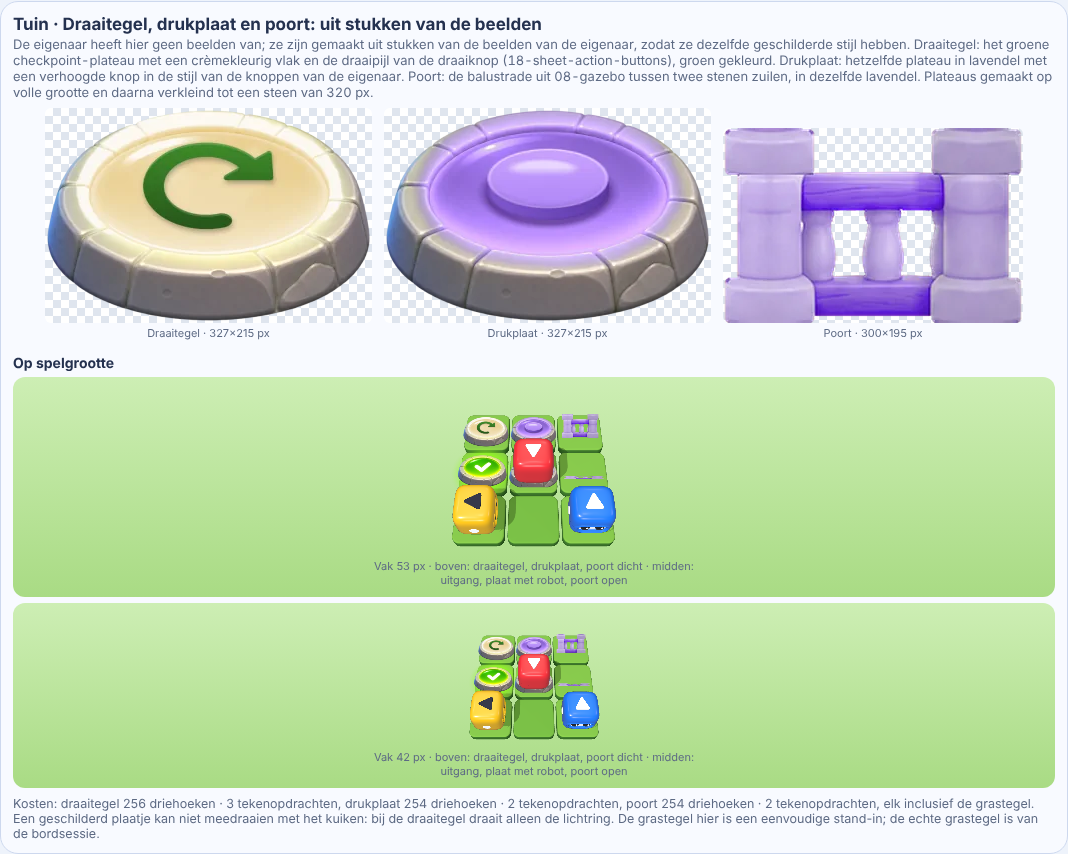 Tuin · Draaitegel, drukplaat en poort: uit stukken van de beelden
De eigenaar heeft hier geen beelden van; ze zijn gemaakt uit stukken van de beelden van de eigenaar, zodat ze dezelfde geschilderde stijl hebben. Draaitegel: het groene
checkpoint-plateau met een crèmekleurig vlak en de draaipijl van de draaiknop (18-sheet-action-buttons), groen gekleurd. Drukplaat: hetzelfde plateau in lavendel met
een verhoogde knop in de stijl van de knoppen van de eigenaar. Poort: de balustrade uit 08-gazebo tussen twee stenen zuilen, in dezelfde lavendel. Plateaus gemaakt op
volle grootte en daarna verkleind tot een steen van 320 px.
Draaitegel · 327×215 px
Drukplaat · 327×215 px
Poort · 300×195 px
Op spelgrootte
Vak 53 px · boven: draaitegel, drukplaat, poort dicht · midden:
uitgang, plaat met robot, poort open
Vak 42 px · boven: draaitegel, drukplaat, poort dicht · midden:
uitgang, plaat met robot, poort open
Kosten: draaitegel 256 driehoeken · 3 tekenopdrachten, drukplaat 254 driehoeken · 2 tekenopdrachten, poort 254 driehoeken · 2 tekenopdrachten, elk inclusief de grastegel.
Een geschilderd plaatje kan niet meedraaien met het kuiken: bij de draaitegel draait alleen de lichtring. De grastegel hier is een eenvoudige stand-in; de echte grastegel is van
de bordsessie.